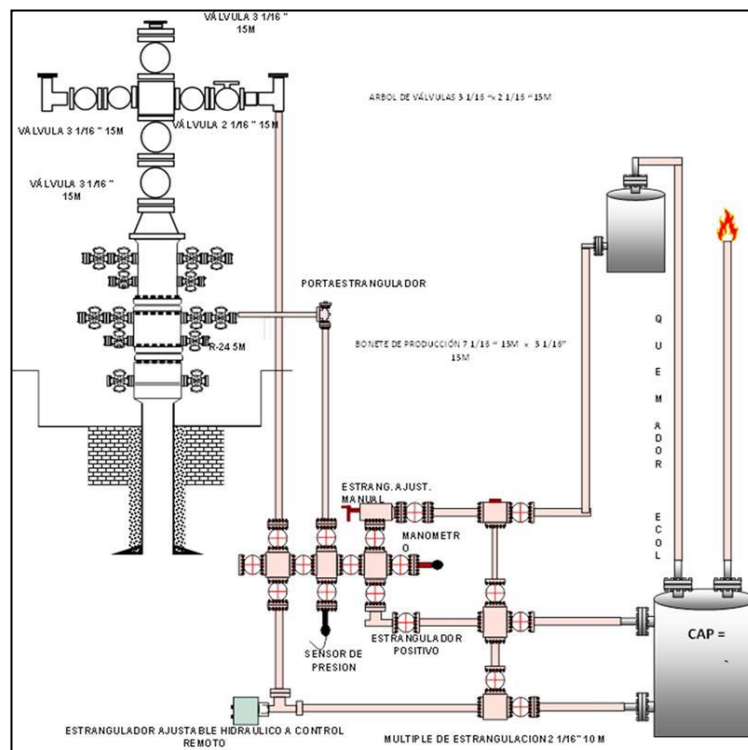 VÁLVULA 3 1/16 "
15M
ARBOL DE VÁLVULAS 3 1/16 "x 2 1/16 "15M
VÁLVULA 3 1/16 " 15M
VÁLVULA 2 1/16 " 15M
VÁLVULA 3 1/16 "
15M
PORTAESTRANGULADOR
R-24 5M
BONETE DE PRODUCCIÓN 7 1/16 " 15M x 3 1/16"
15M
QUEMADOR ECOL
ESTRANG. AJUST.
MANUAL
MANOMETR
O
ESTRANGULADOR
POSITIVO
SENSOR DE
PRESION
CAP =
-
ESTRANGULADOR AJUSTABLE HIDRAULICO A CONTROL
REMOTO
MULTIPLE DE ESTRANGULACION 2 1/16" 10 M